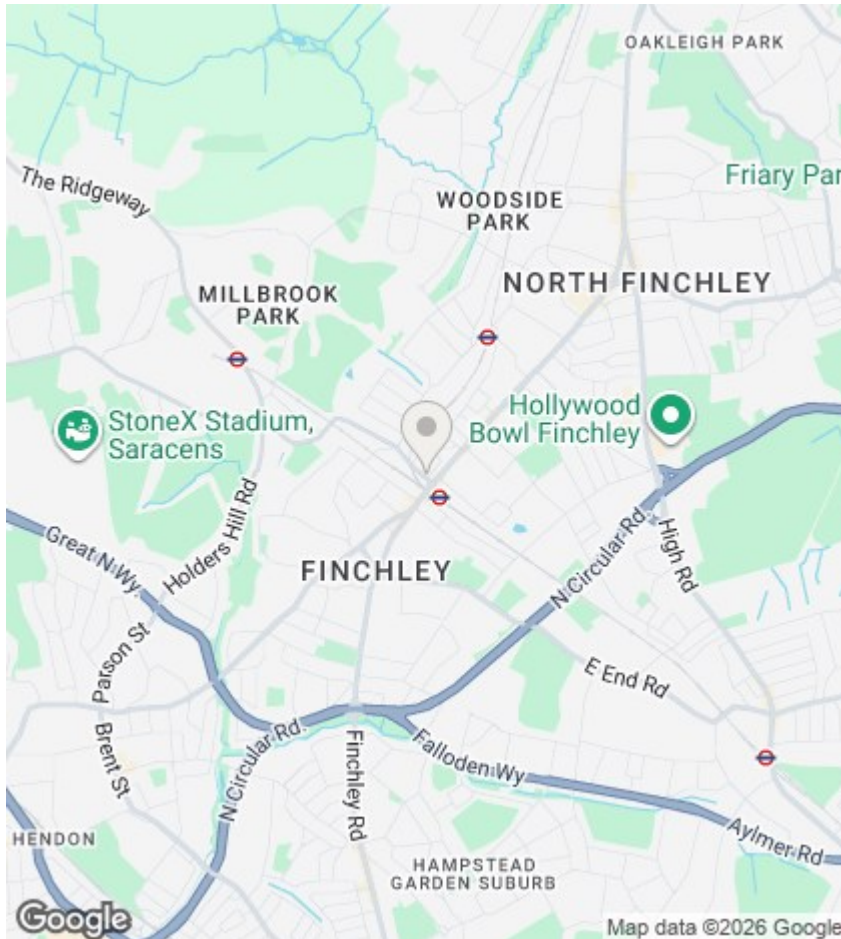 OAKLEIGH PARK
The Ridgeway
Friary Par
WOODSIDE
PARK
NORTH FINCHLEY
MILLBROOK
PARK
StoneX Stadium,
Saracens
Hollywood
Bowl Finchley
Holders Hill Rd
Great N Wy
High Rd
N Circular Rd.
FINCHLEY
Parson St
E End Rd
Brent St
N Circular Rd.
Finchley Rd
Falloden Wy
Aylmer Rd
HENDON
HAMPSTEAD
GARDEN SUBURB
Google
Map data ©2026 Google